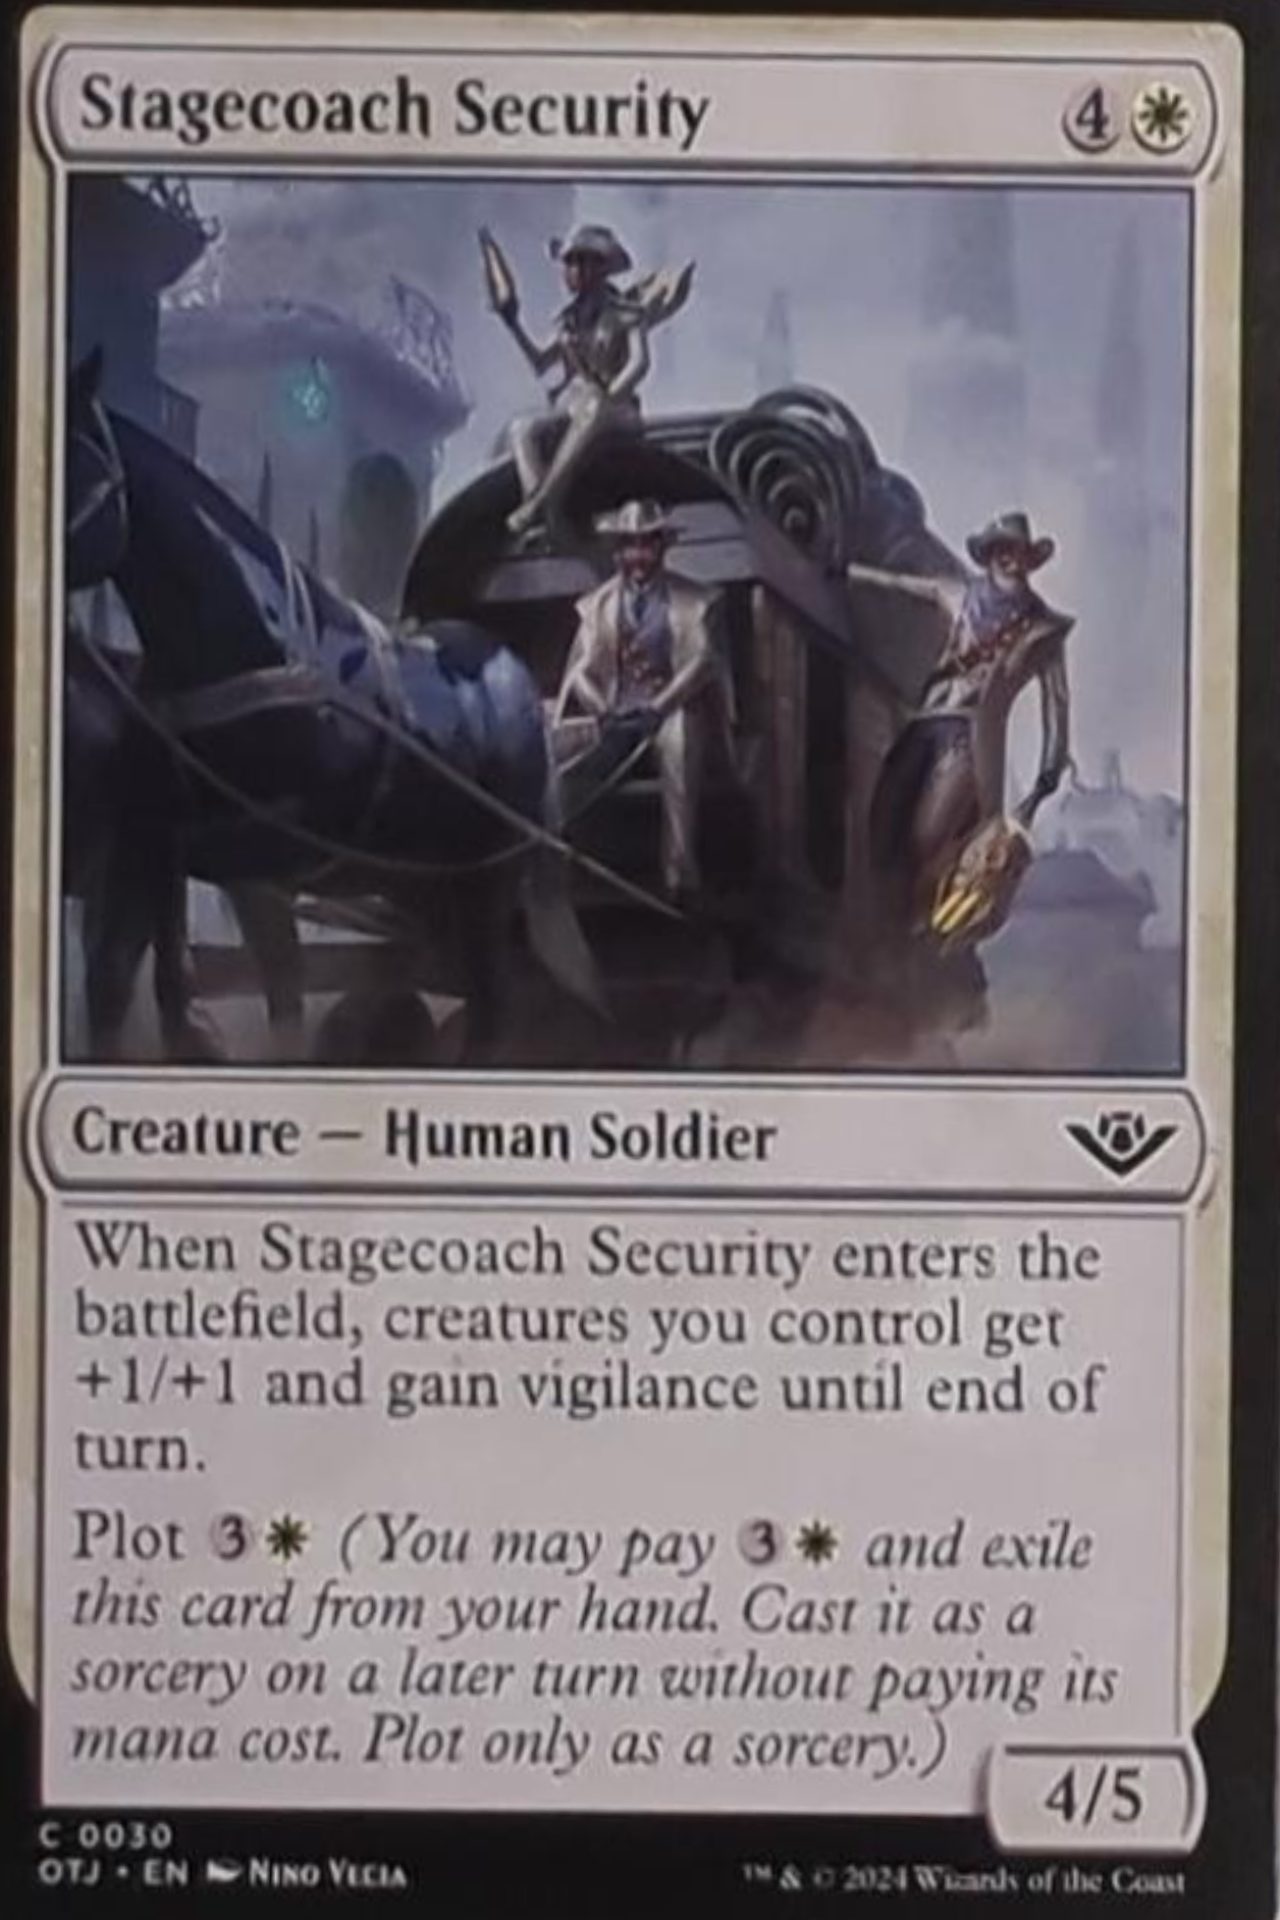 Stagecoach Security 4
When Stagecoach Security enters the
battlefield, creatures you control get
+1/+1 and gain vigilance until end of
turn.
Plot 3 (You may pay 3 and exile
this card from your hand. Cast it as a
sorcery on a later turn without paying its
mana cost. Plot only as a sorcery.)
Creature — Human Soldier
4/5
C 0030
OTJ • EN Nino Vecia
™ & © 2024 Wizards of the Coast